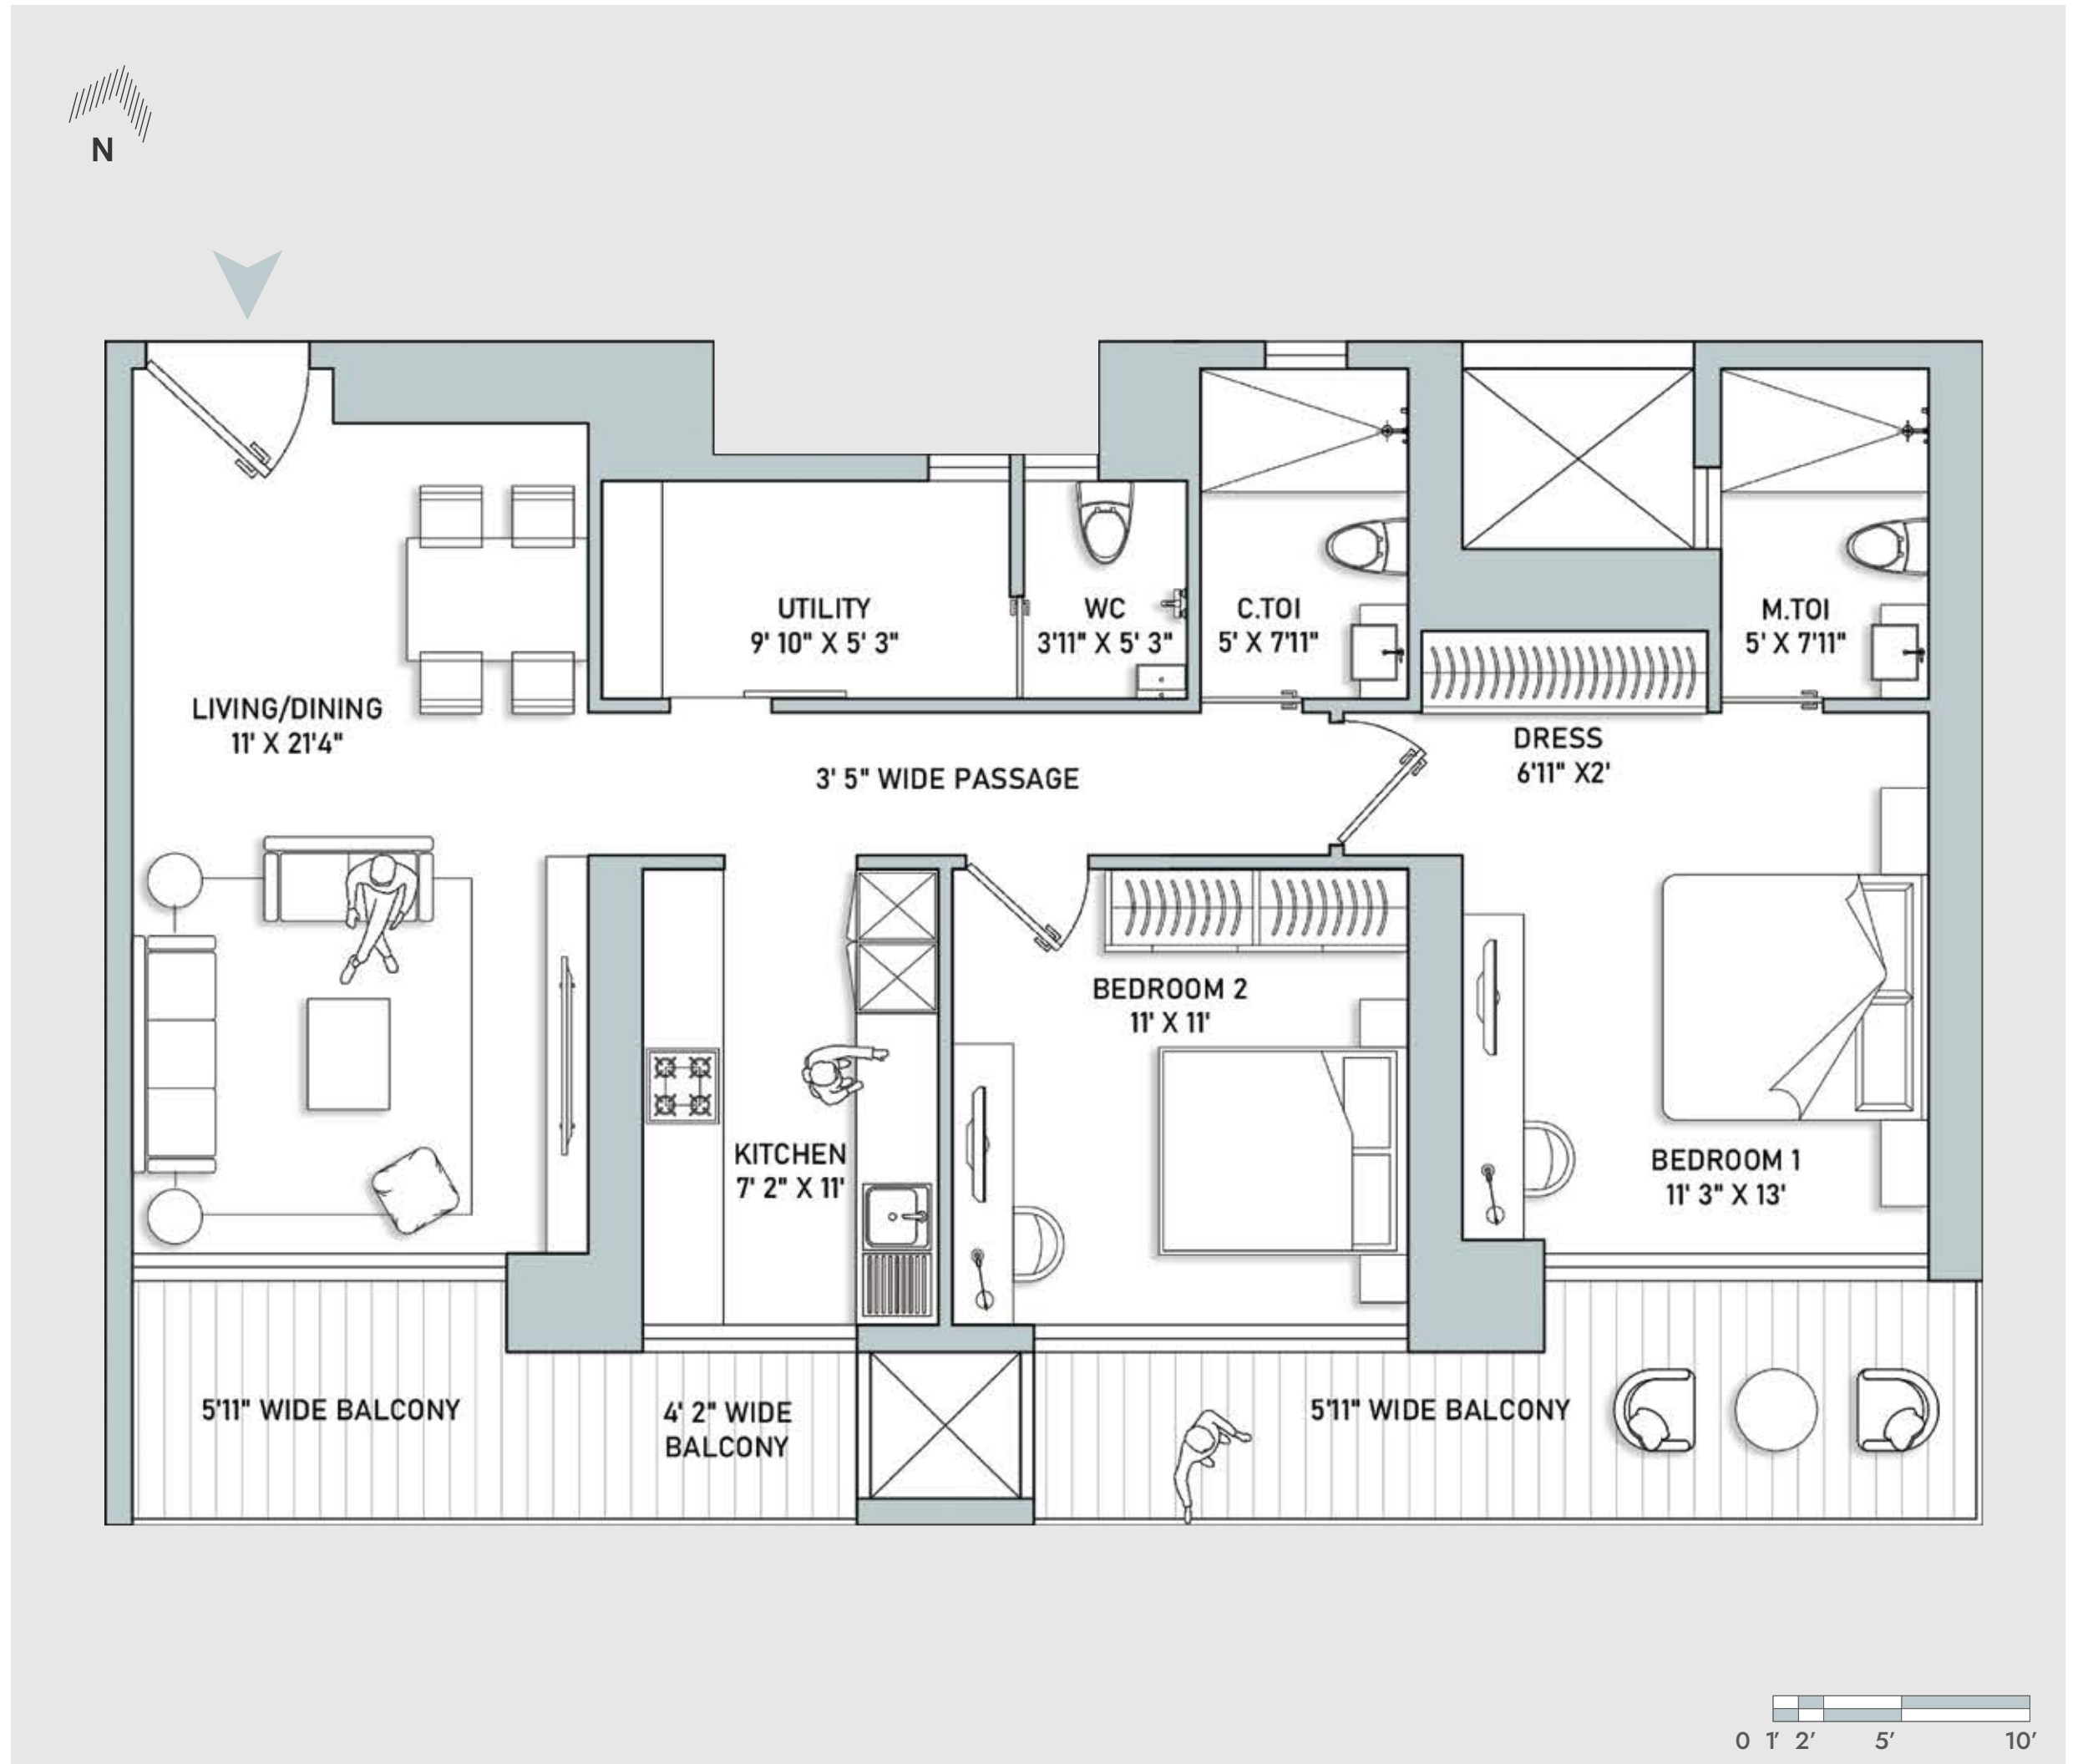 N
UTILITY
9' 10" X 5' 3"
WC
3'11" X 5' 3"
C.TOI
5' X 7'11"
M.TOI
5' X 7'11"
LIVING/DINING
11' X 21'4"
DRESS
6'11" X2'
3' 5" WIDE PASSAGE
BEDROOM 2
11' X 11'
KITCHEN
7' 2" X 11'
BEDROOM 1
11' 3" X 13'
5'11" WIDE BALCONY
4' 2" WIDE
BALCONY
5'11" WIDE BALCONY
0 1' 2' 5' 10'